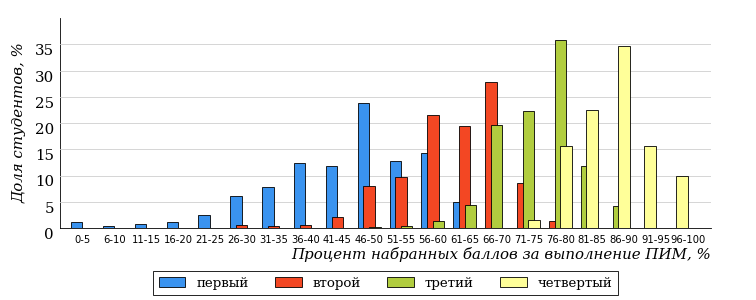 Доля студентов, %
35
30
25
20
15
10
5
0
0-5 6-10 11-15 16-20 21-25 26-30 31-35 36-40 41-45 46-50 51-55 56-60 61-65 66-70 71-75 76-80 81-85 86-90 91-95 96-100
Процент набранных баллов за выполнение ПИМ, %
первый второй третий четвертый